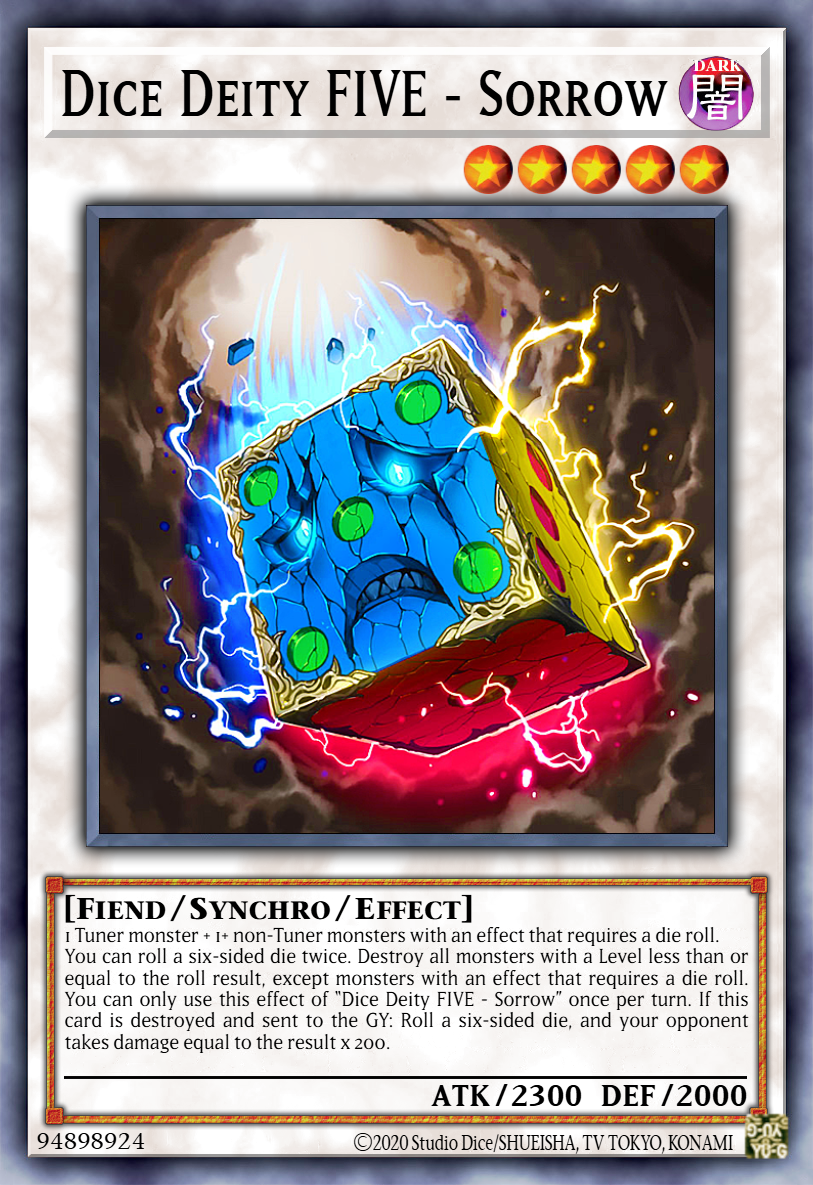 Dice Deity FIVE - Sorrow
DARK
闇
[Fiend/Synchro/Effect]
1 Tuner monster + 1+ non-Tuner monsters with an effect that requires a die roll.
You can roll a six-sided die twice. Destroy all monsters with a Level less than or
equal to the roll result, except monsters with an effect that requires a die roll.
You can only use this effect of "Dice Deity FIVE - Sorrow" once per turn. If this
card is destroyed and sent to the GY: Roll a six-sided die, and your opponent
takes damage equal to the result x 200.
ATK/2300 DEF/2000
94898924
©2020 Studio Dice/SHUEISHA, TV TOKYO, KONAMI